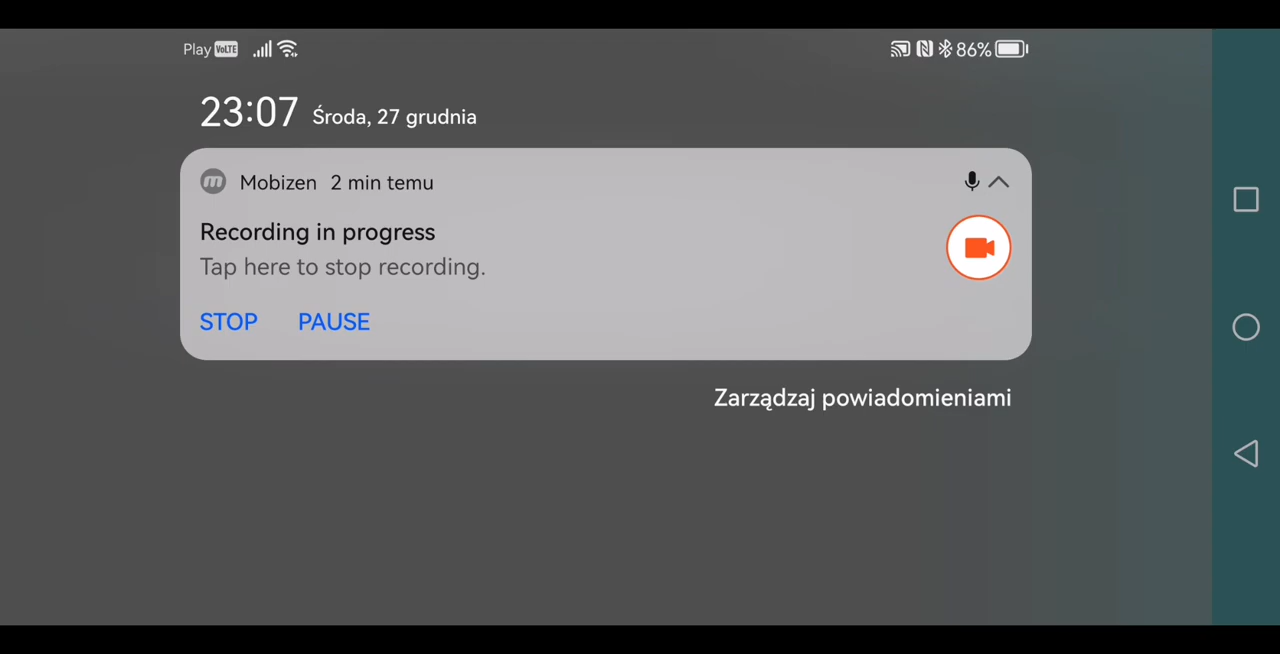 Play VoLTE 86%
23:07 Środa, 27 grudnia
m Mobizen 2 min temu
Recording in progress
Tap here to stop recording.
STOP PAUSE
Zarządzaj powiadomieniami